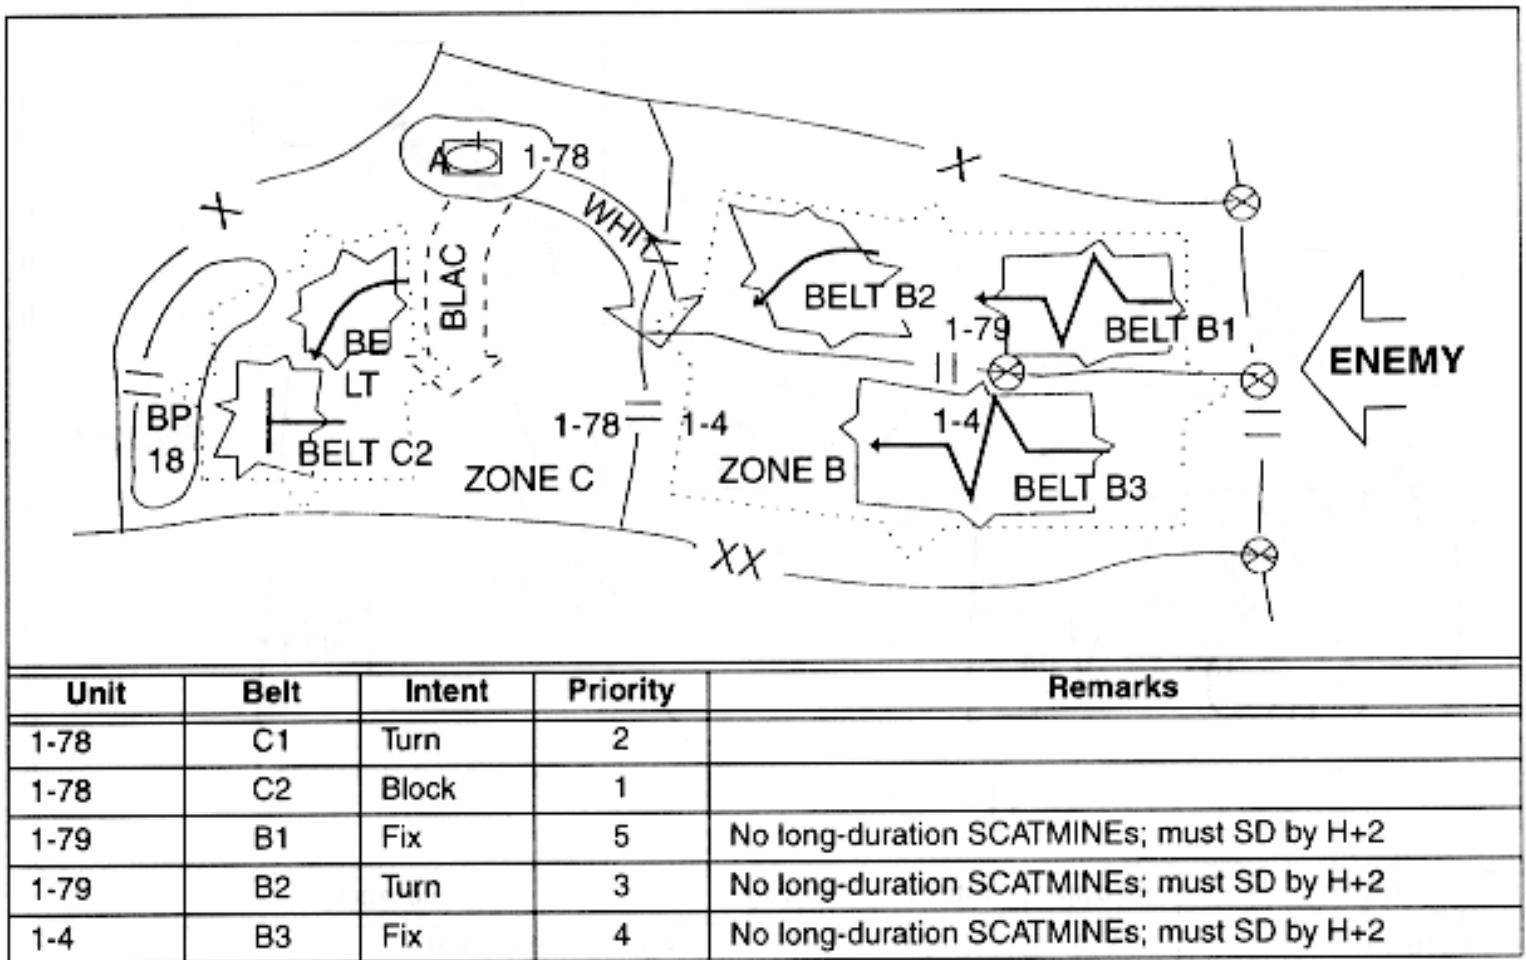 X
A 1-78
WHIT
X
BLAC
BE
LT
BELT B2
1-79
BELT B1
ENEMY
BP
18
BELT C2
1-78
1-4
ZONE C
ZONE B
1-4
BELT B3
XX
Unit Belt Intent Priority Remarks
1-78 C1 Turn 2
1-78 C2 Block 1
1-79 B1 Fix 5 No long-duration SCATMINEs; must SD by H+2
1-79 B2 Turn 3 No long-duration SCATMINEs; must SD by H+2
1-4 B3 Fix 4 No long-duration SCATMINEs; must SD by H+2